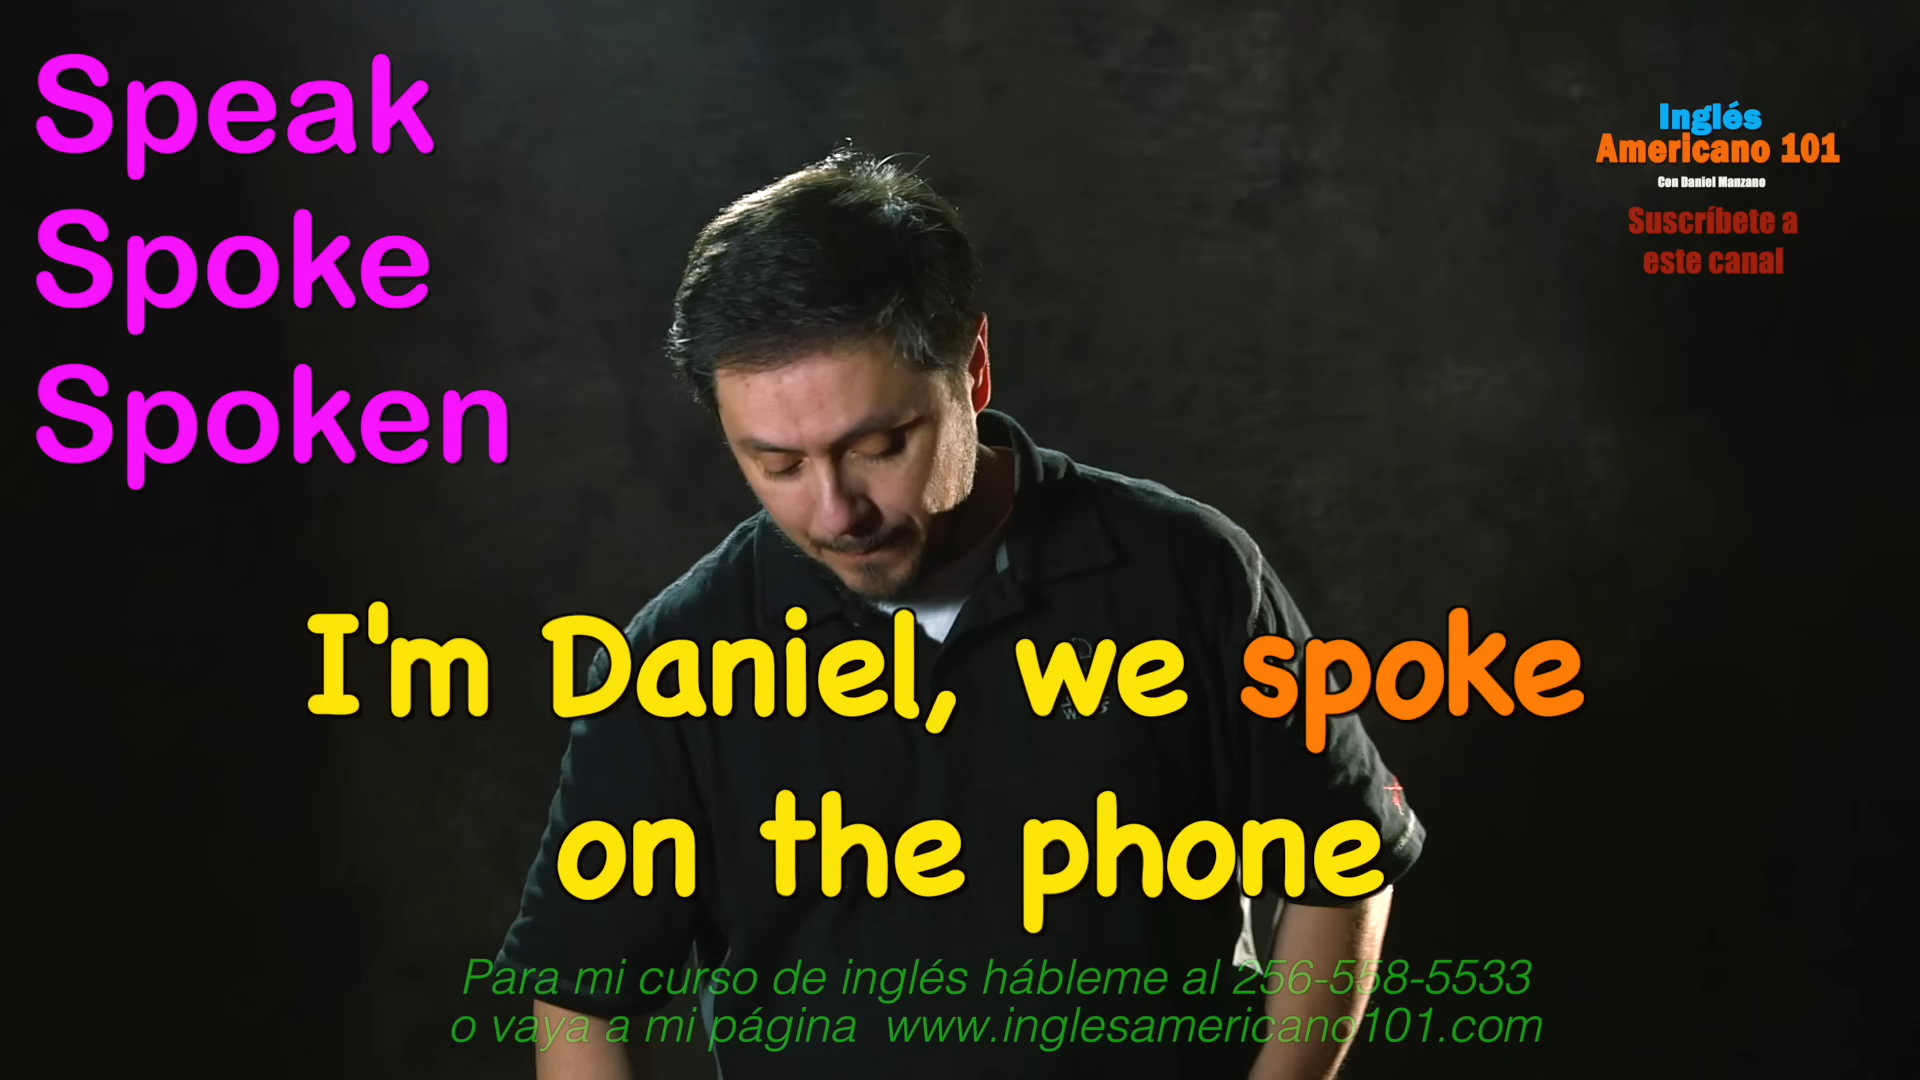 Speak
Spoke
Spoken
Inglés
Americano 101
Con Daniel Manzano
Suscríbete a
este canal
I'm Daniel, we spoke
on the phone
Para mi curso de inglés hábleme al 256-558-5533
o vaya a mi página www.inglesamericano101.com